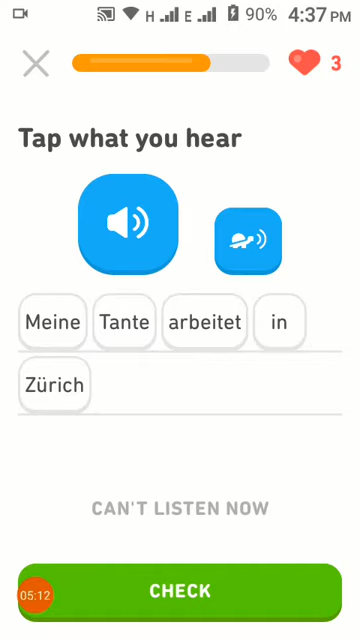 H E 90% 4:37 PM
3
Tap what you hear
Meine Tante arbeitet in
Zürich
CAN'T LISTEN NOW
05:12 CHECK